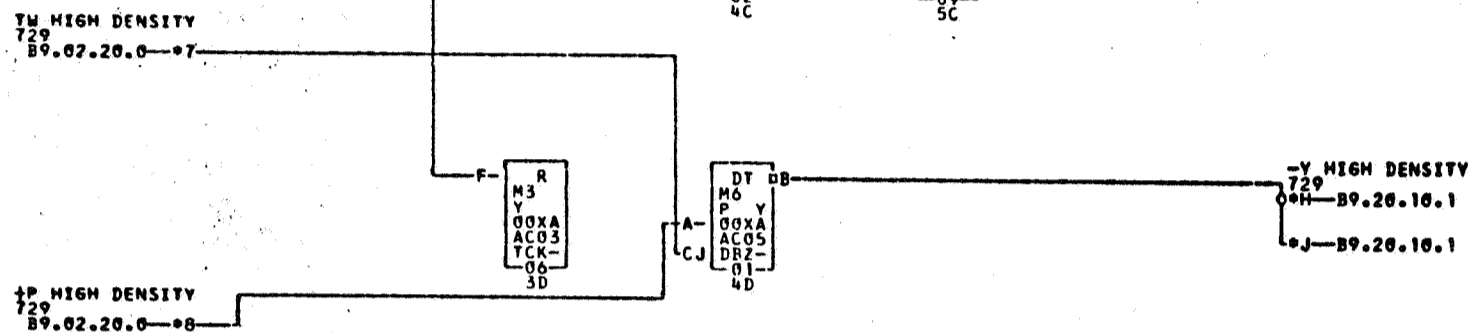 4C
5C
TW HIGH DENSITY
729
B9.02.20.0—*7
F-
R
M3
Y
00XA
AC03
TCK-
06
3D
DT
M6
P Y
00XA
AC05
DBZ-
01
4D
A-
CJ
B
-Y HIGH DENSITY
729
*H—B9.20.10.1
*J—B9.20.10.1
+P HIGH DENSITY
729
B9.02.20.0—*8